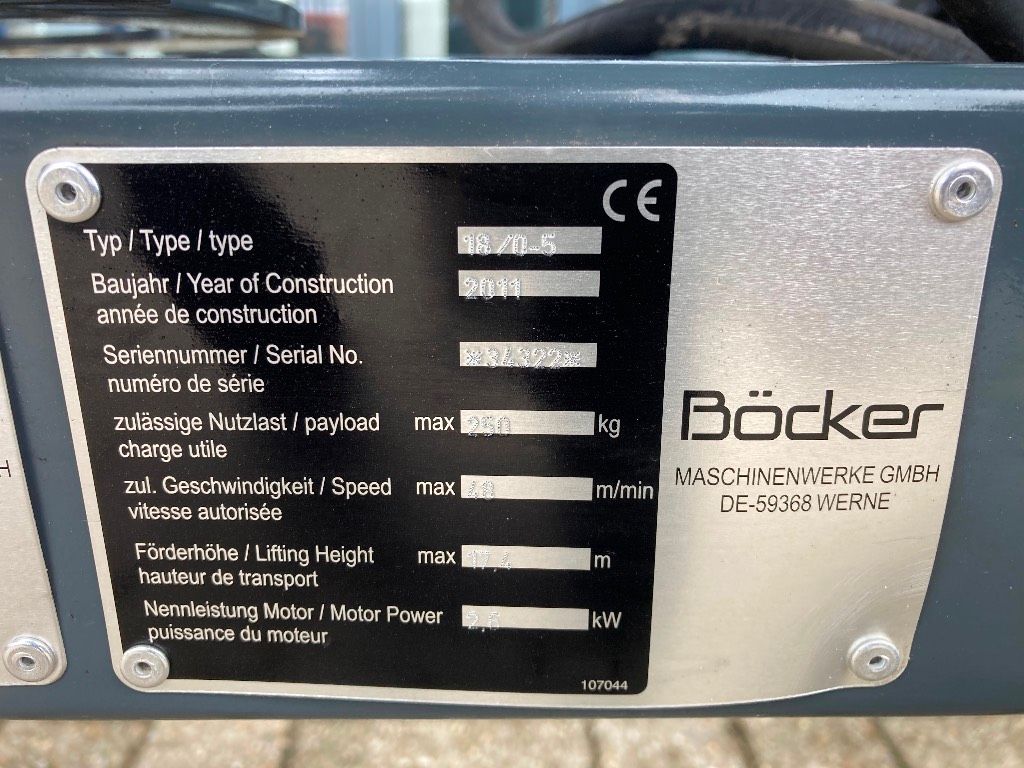 CE
Typ / Type / type 18/0-5
Baujahr / Year of Construction 2011
année de construction
Seriennummer / Serial No. *34322*
numéro de série
zulässige Nutzlast / payload max 250 kg
charge utile
zul. Geschwindigkeit / Speed max m/min
vitesse autorisée
Förderhöhe / Lifting Height max 17,4 m
hauteur de transport
Nennleistung Motor / Motor Power kW
puissance du moteur
107044
Böcker
MASCHINENWERKE GMBH
DE-59368 WERNE
H